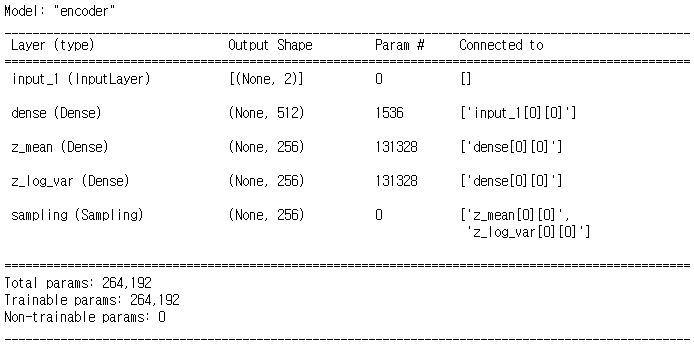 Model: "encoder"
__________________________________________________________________________________________________
Layer (type)                    Output Shape         Param #     Connected to
==================================================================================================
input_1 (InputLayer)            [(None, 2)]          0           []
dense (Dense)                   (None, 512)          1536        ['input_1[0][0]']
z_mean (Dense)                  (None, 256)          131328      ['dense[0][0]']
z_log_var (Dense)               (None, 256)          131328      ['dense[0][0]']
sampling (Sampling)             (None, 256)          0           ['z_mean[0][0]',
                                                                  'z_log_var[0][0]']
==================================================================================================
Total params: 264,192
Trainable params: 264,192
Non-trainable params: 0
__________________________________________________________________________________________________